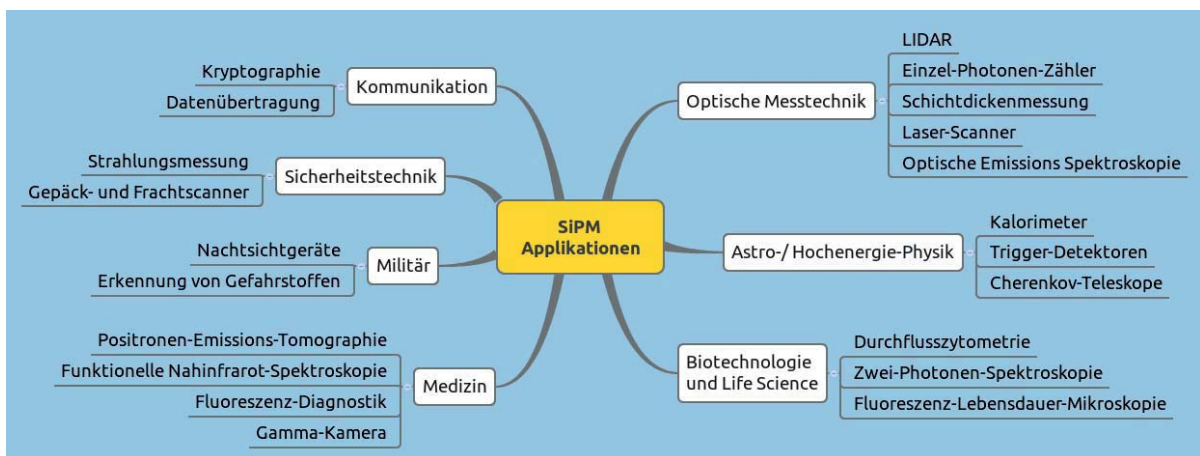 SiPM
Applikationen
Kommunikation
Kryptographie
Datenübertragung
Sicherheitstechnik
Strahlungsmessung
Gepäck- und Frachtscanner
Militär
Nachtsichtgeräte
Erkennung von Gefahrstoffen
Medizin
Positronen-Emissions-Tomographie
Funktionelle Nahinfrarot-Spektroskopie
Fluoreszenz-Diagnostik
Gamma-Kamera
Optische Messtechnik
LIDAR
Einzel-Photonen-Zähler
Schichtdickenmessung
Laser-Scanner
Optische Emissions Spektroskopie
Astro-/ Hochenergie-Physik
Kalorimeter
Trigger-Detektoren
Cherenkov-Teleskope
Biotechnologie
und Life Science
Durchflusszytometrie
Zwei-Photonen-Spektroskopie
Fluoreszenz-Lebensdauer-Mikroskopie